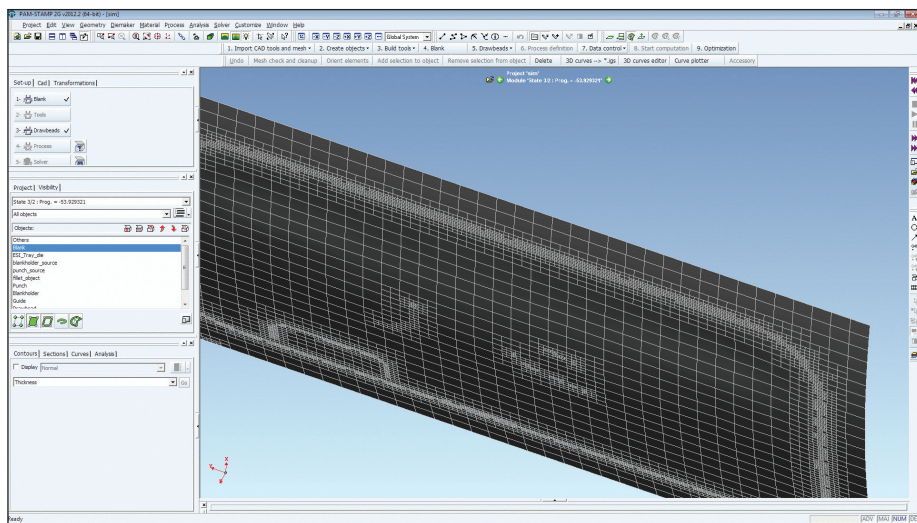 PAM-STAMP 2G v2012.2 (64-bit) - [sim]
Project Edit View Geometry Diemaker Material Process Analysis Solver Customize Window Help
Global System
1. Import CAD tools and mesh 2. Create objects 3. Build tools 4. Blank 5. Drawbeads 6. Process definition 7. Data control 8. Start computation 9. Optimization
Undo Mesh check and cleanup Orient elements Add selection to object Remove selection from object Delete 3D curves --> *.igs 3D curves editor Curve plotter Accessory
Project "sim"
Module "State 3/2 : Prog. = -53.929321"
Set-up Cad Transformations
1- Blank
2- Tools
3- Drawbeads
4- Process
5- Solver
Project Visibility
State 3/2 : Prog. = -53.929321
All objects
Objects:
Others
Blank
ESI_Tray_die
blankholder_source
punch_source
fillet_object
Punch
Blankholder
Guide
Drawbead
Contours Sections Curves Analysis
Display Normal
Thickness Go
X
Y
Z
A
Ready
ADV MAJ NUM